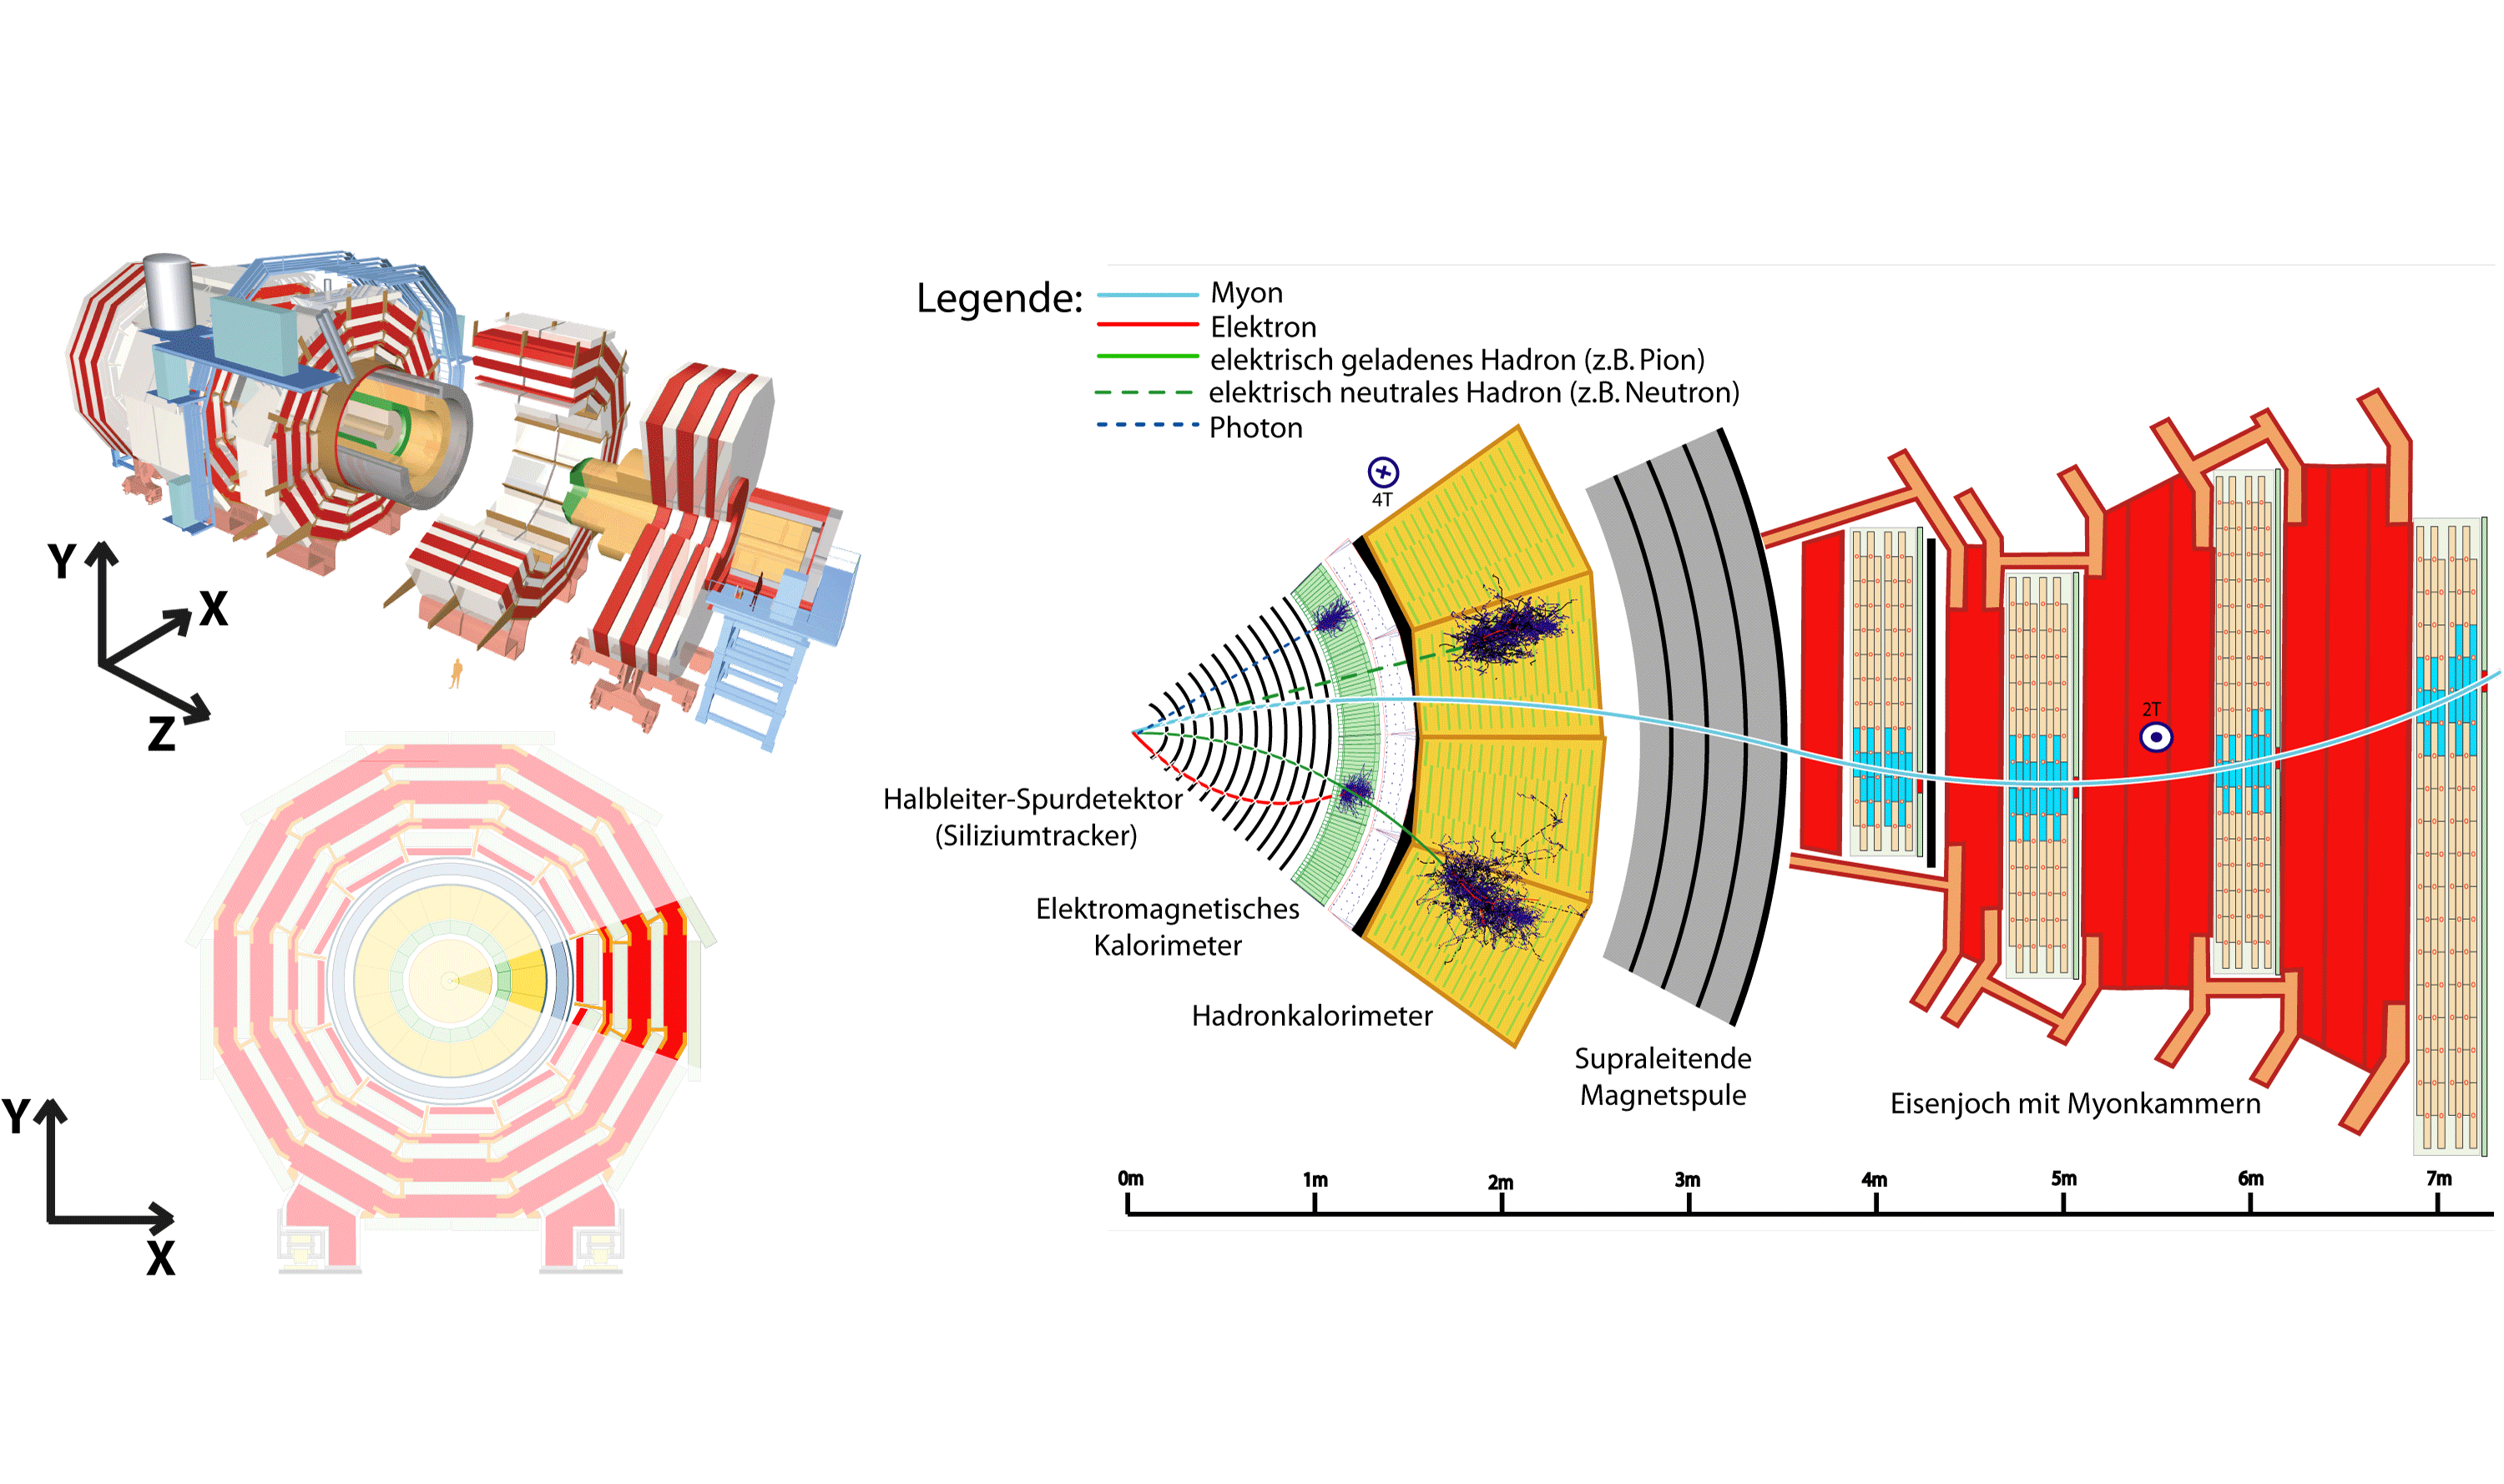 Legende:
Myon
Elektron
elektrisch geladenes Hadron (z.B. Pion)
elektrisch neutrales Hadron (z.B. Neutron)
Photon
4T
Y
X
Z
2T
Halbleiter-Spurdetektor
(Siliziumtracker)
Elektromagnetisches
Kalorimeter
Hadronkalorimeter
Supraleitende
Magnetspule
Eisenjoch mit Myonkammern
Y
X
0m
1m
2m
3m
4m
5m
6m
7m